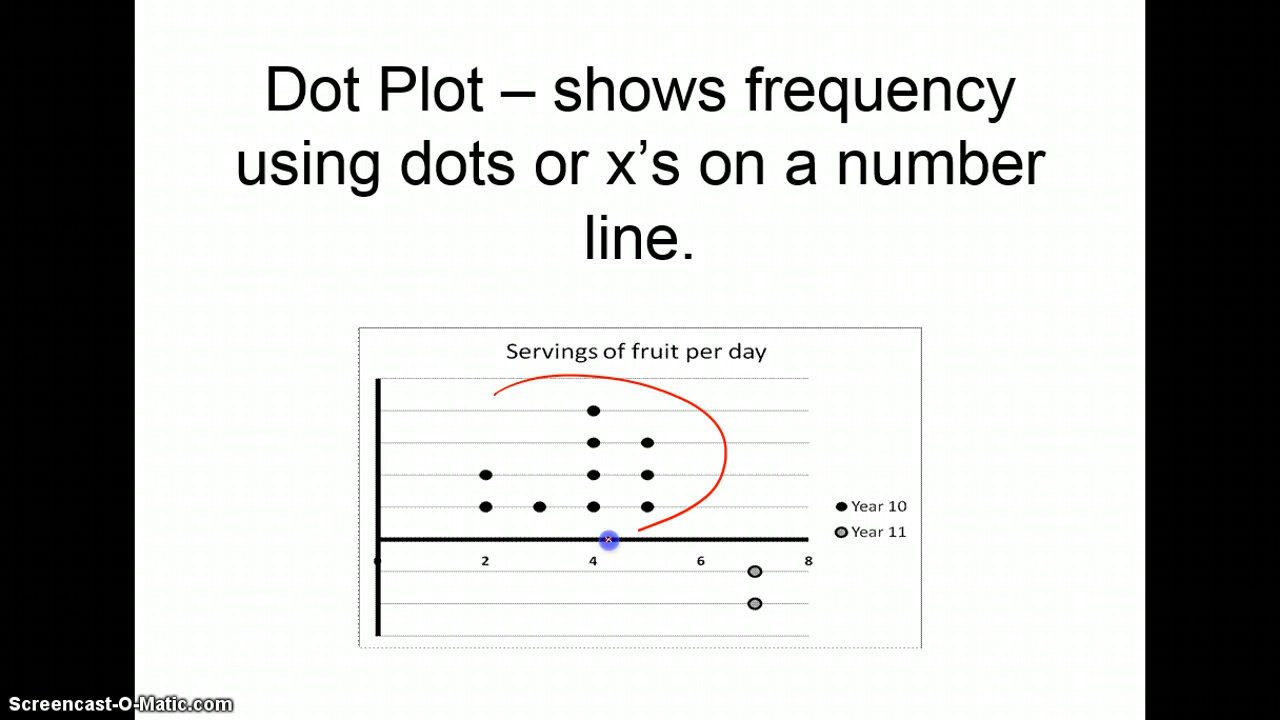 Dot Plot – shows frequency
using dots or x’s on a number
line.
Servings of fruit per day
Year 10
Year 11
2 4 6 8
Screencast-O-Matic.com